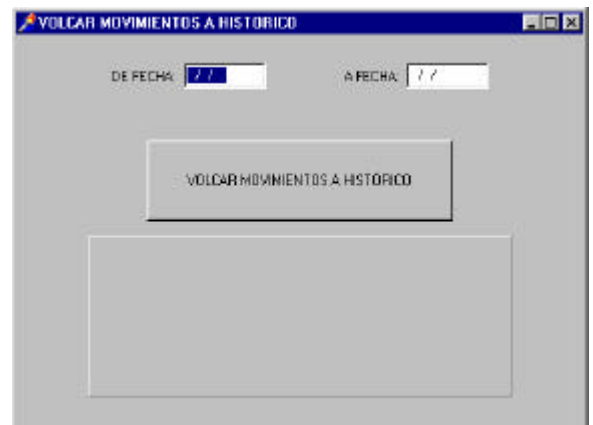 VOLCAR MOVIMIENTOS A HISTORICO
DE FECHA: / / A FECHA: / /
VOLCAR MOVIMIENTOS A HISTORICO